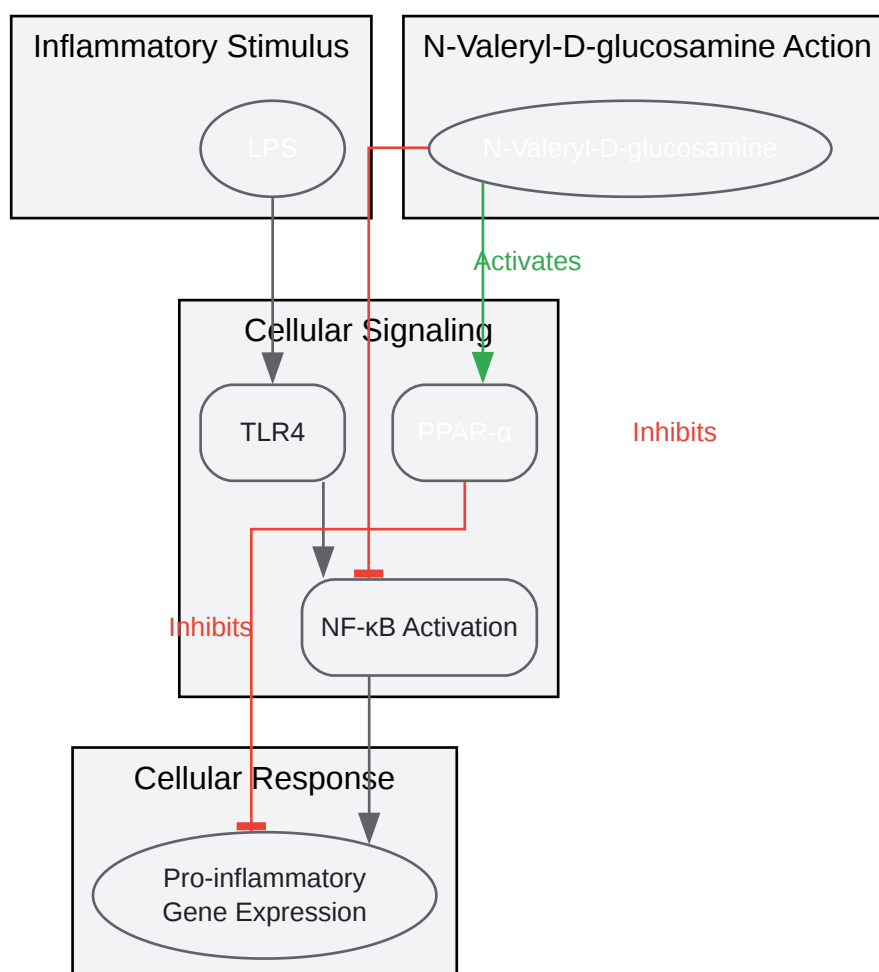 Inflammatory Stimulus
N-Valeryl-D-glucosamine Action
LPS
N-Valeryl-D-glucosamine
Activates
Cellular Signaling
TLR4
PPAR-α
Inhibits
Inhibits
NF-κB Activation
Cellular Response
Pro-inflammatory
Gene Expression